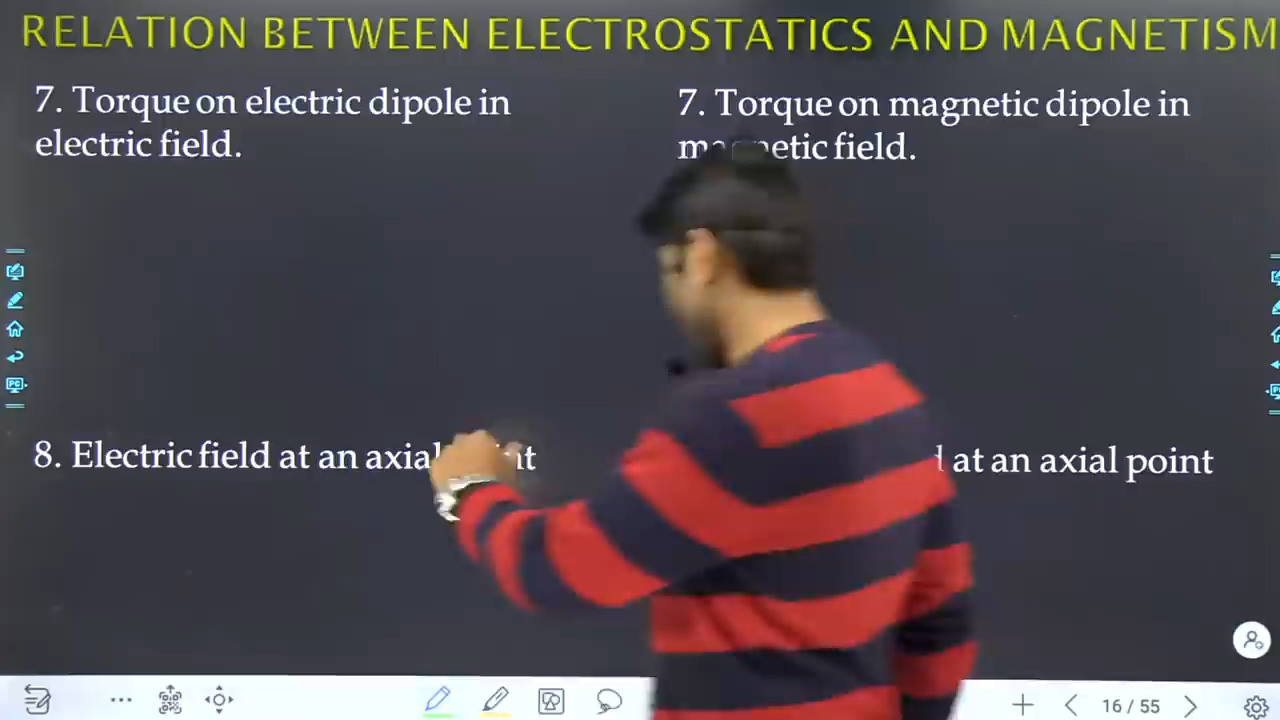 RELATION BETWEEN ELECTROSTATICS AND MAGNETISM
7. Torque on electric dipole in
electric field.
7. Torque on magnetic dipole in
field.
8. Electric field at an axial
at an axial point
16 / 55
PC